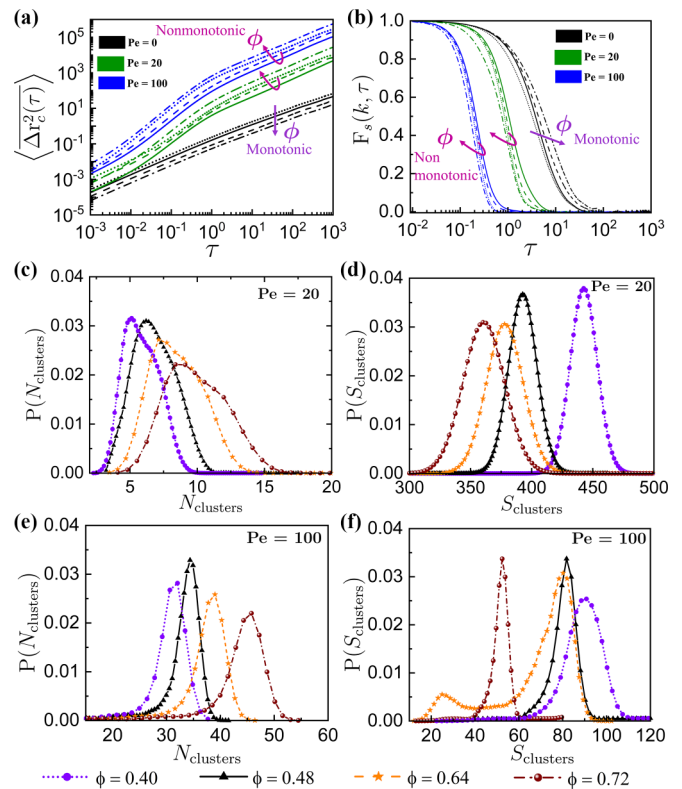 (a)
10^5
10^3
10^1
10^-1
10^-3
10^-5
⟨Δr_c^2(τ)⟩
Pe = 0
Pe = 20
Pe = 100
Nonmonotonic
ϕ
ϕ
Monotonic
10^-3 10^-2 10^-1 10^0 10^1 10^2 10^3
τ
(b)
1.0
0.8
0.6
0.4
0.2
0.0
F_s(k, τ)
Pe = 0
Pe = 20
Pe = 100
ϕ
Non
monotonic
ϕ
Monotonic
10^-2 10^-1 10^0 10^1 10^2 10^3
τ
(c)
Pe = 20
0.04
0.03
0.02
0.01
0.00
P(N_clusters)
5 10 15 20
N_clusters
(d)
Pe = 20
0.04
0.03
0.02
0.01
0.00
P(S_clusters)
300 350 400 450 500
S_clusters
(e)
Pe = 100
0.04
0.03
0.02
0.01
0.00
P(N_clusters)
20 30 40 50 60
N_clusters
(f)
Pe = 100
0.04
0.03
0.02
0.01
0.00
P(S_clusters)
20 40 60 80 100 120
S_clusters
ϕ = 0.40 ϕ = 0.48 ϕ = 0.64 ϕ = 0.72